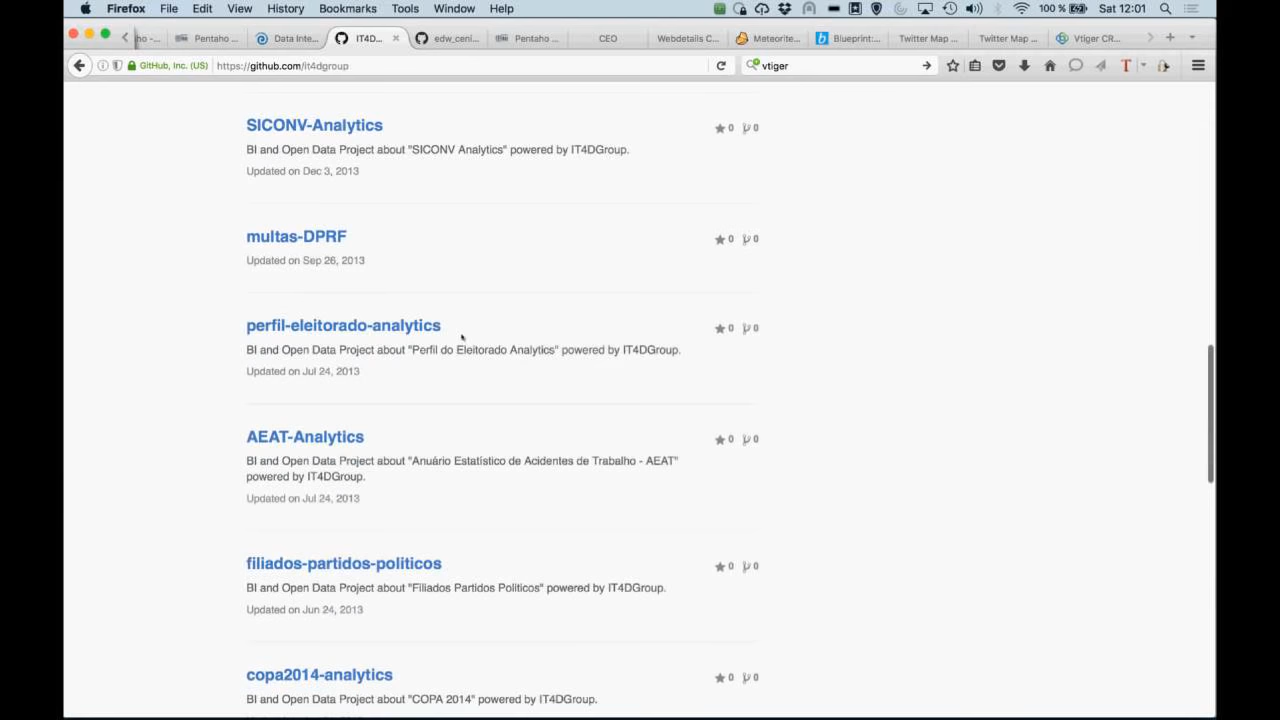 Firefox File Edit View History Bookmarks Tools Window Help 100 % Sat 12:01
ho -... Pentaho ... Data Inte... IT4D... edw_ceni... Pentaho ... CEO Webdetails C... Meteorite... Blueprint:... Twitter Map ... Twitter Map ... Vtiger CR...
GitHub, Inc. (US) https://github.com/it4dgroup vtiger
SICONV-Analytics 0 0
BI and Open Data Project about "SICONV Analytics" powered by IT4DGroup.
Updated on Dec 3, 2013
multas-DPRF 0 0
Updated on Sep 26, 2013
perfil-eleitorado-analytics 0 0
BI and Open Data Project about "Perfil do Eleitorado Analytics" powered by IT4DGroup.
Updated on Jul 24, 2013
AEAT-Analytics 0 0
BI and Open Data Project about "Anuário Estatístico de Acidentes de Trabalho - AEAT"
powered by IT4DGroup.
Updated on Jul 24, 2013
filiados-partidos-politicos 0 0
BI and Open Data Project about "Filiados Partidos Politicos" powered by IT4DGroup.
Updated on Jun 24, 2013
copa2014-analytics 0 0
BI and Open Data Project about "COPA 2014" powered by IT4DGroup.